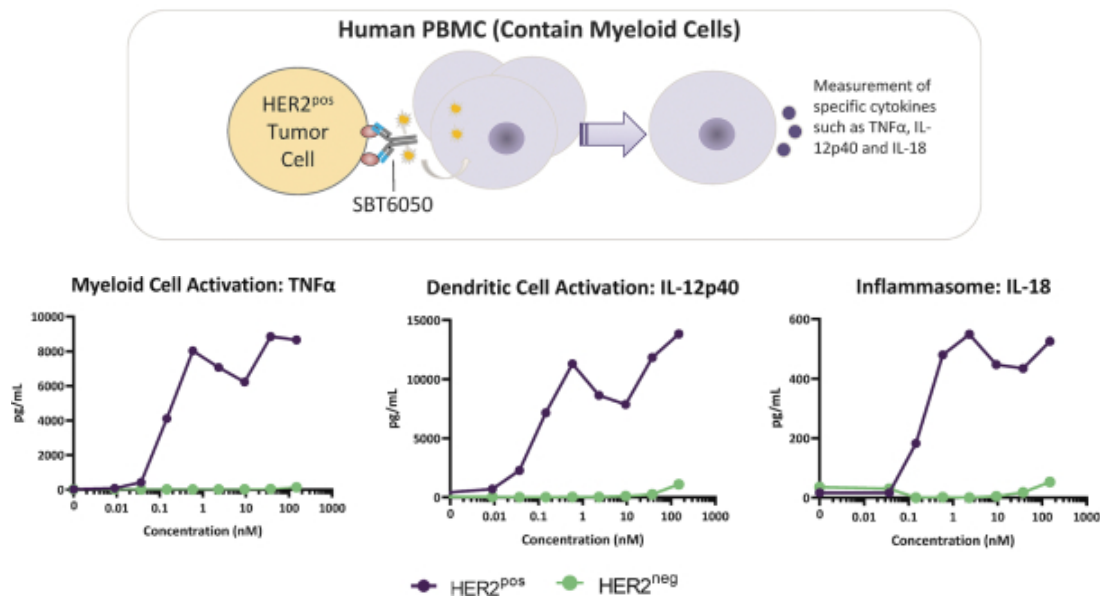 Human PBMC (Contain Myeloid Cells)
HER2pos
Tumor
Cell
SBT6050
Measurement of
specific cytokines
such as TNFα, IL-
12p40 and IL-18
Myeloid Cell Activation: TNFα
10000
8000
6000
4000
2000
0
pg/mL
0 0.01 0.1 1 10 100 1000
Concentration (nM)
Dendritic Cell Activation: IL-12p40
15000
10000
5000
0
pg/mL
0 0.01 0.1 1 10 100 1000
Concentration (nM)
Inflammasome: IL-18
600
400
200
0
pg/mL
0 0.01 0.1 1 10 100 1000
Concentration (nM)
HER2pos HER2neg